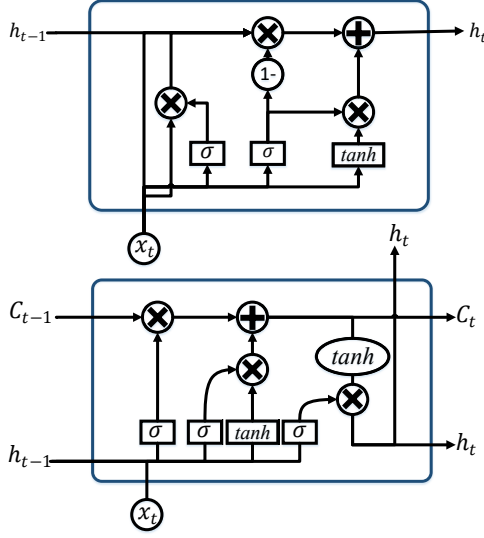 h_{t-1} h_t
1-
σ σ tanh
x_t
h_t
C_{t-1} C_t
tanh
σ σ tanh σ
h_{t-1} h_t
x_t